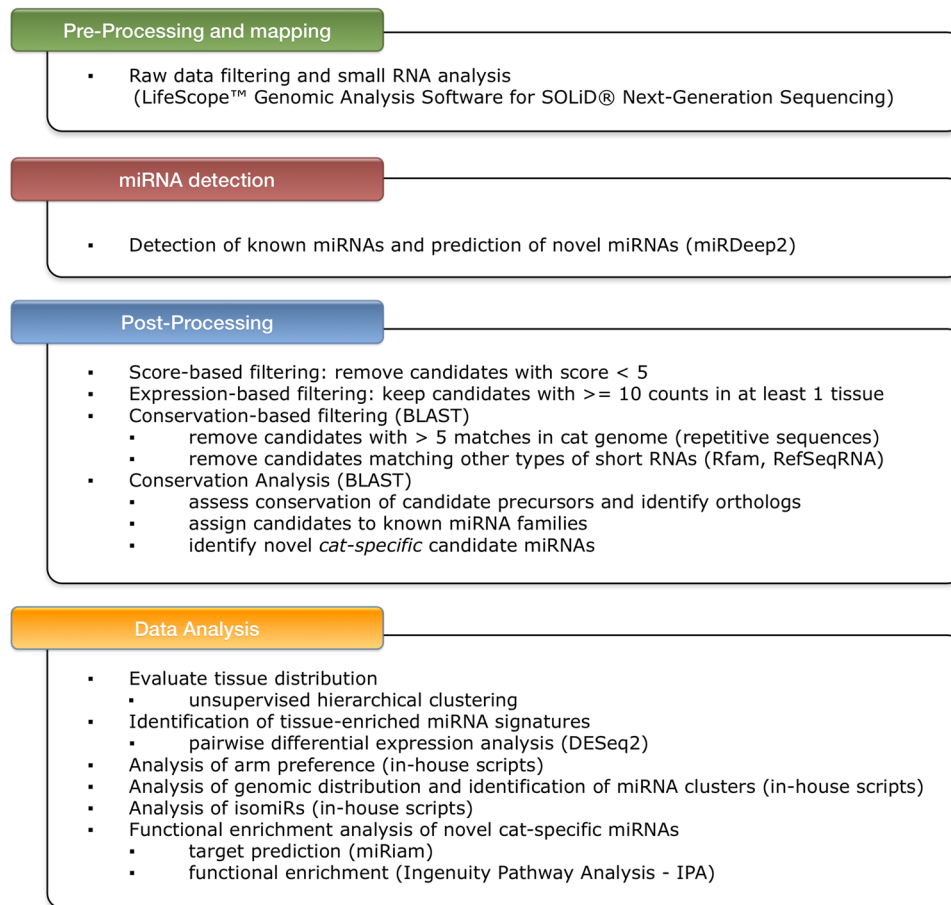 Pre-Processing and mapping
▪ Raw data filtering and small RNA analysis
(LifeScope™ Genomic Analysis Software for SOLiD® Next-Generation Sequencing)
miRNA detection
▪ Detection of known miRNAs and prediction of novel miRNAs (miRDeep2)
Post-Processing
▪ Score-based filtering: remove candidates with score < 5
▪ Expression-based filtering: keep candidates with >= 10 counts in at least 1 tissue
▪ Conservation-based filtering (BLAST)
▪ remove candidates with > 5 matches in cat genome (repetitive sequences)
▪ remove candidates matching other types of short RNAs (Rfam, RefSeqRNA)
▪ Conservation Analysis (BLAST)
▪ assess conservation of candidate precursors and identify orthologs
▪ assign candidates to known miRNA families
▪ identify novel cat-specific candidate miRNAs
Data Analysis
▪ Evaluate tissue distribution
▪ unsupervised hierarchical clustering
▪ Identification of tissue-enriched miRNA signatures
▪ pairwise differential expression analysis (DESeq2)
▪ Analysis of arm preference (in-house scripts)
▪ Analysis of genomic distribution and identification of miRNA clusters (in-house scripts)
▪ Analysis of isomiRs (in-house scripts)
▪ Functional enrichment analysis of novel cat-specific miRNAs
▪ target prediction (miRiam)
▪ functional enrichment (Ingenuity Pathway Analysis - IPA)